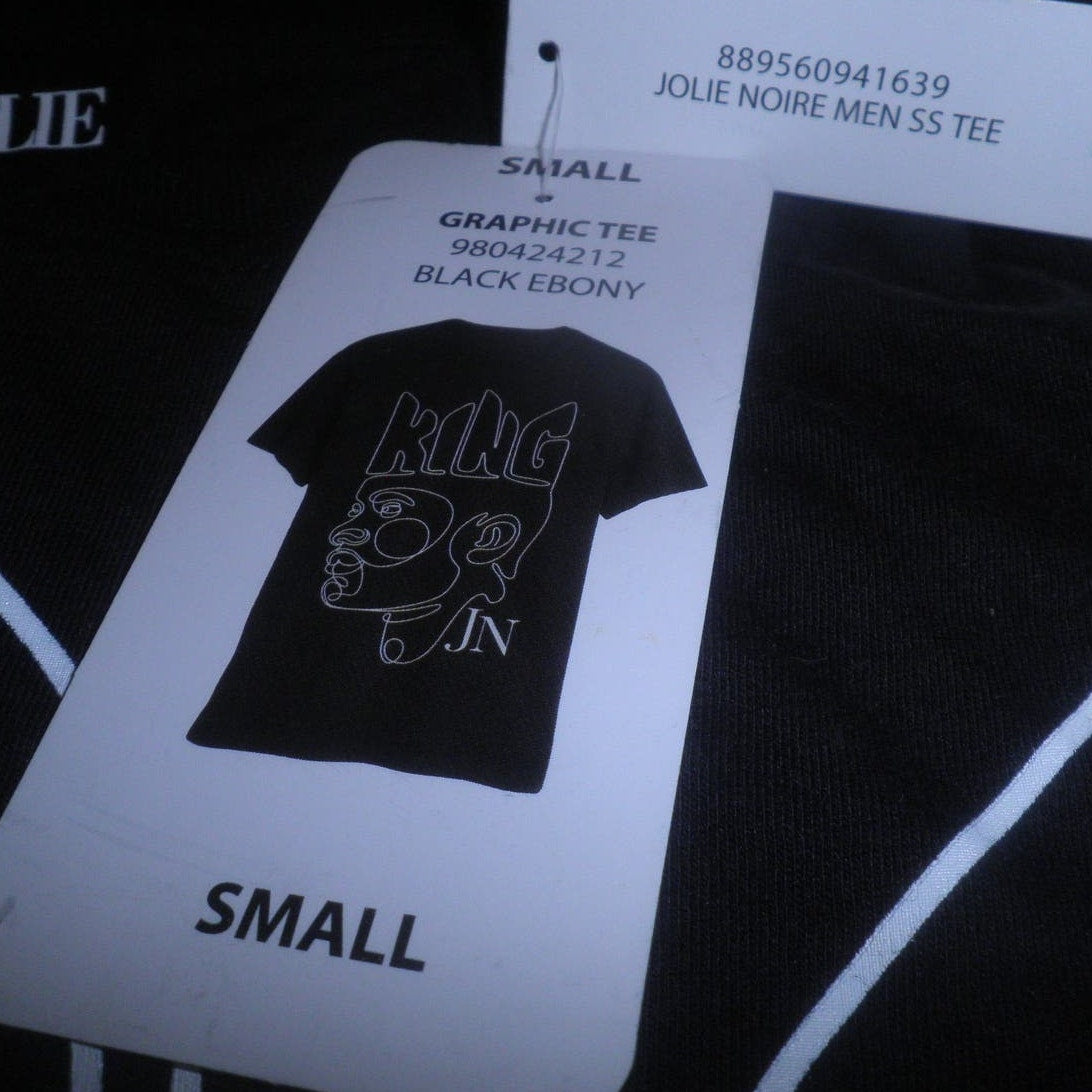 LIE
889560941639
JOLIE NOIRE MEN SS TEE
SMALL
GRAPHIC TEE
980424212
BLACK EBONY
KING
JN
SMALL